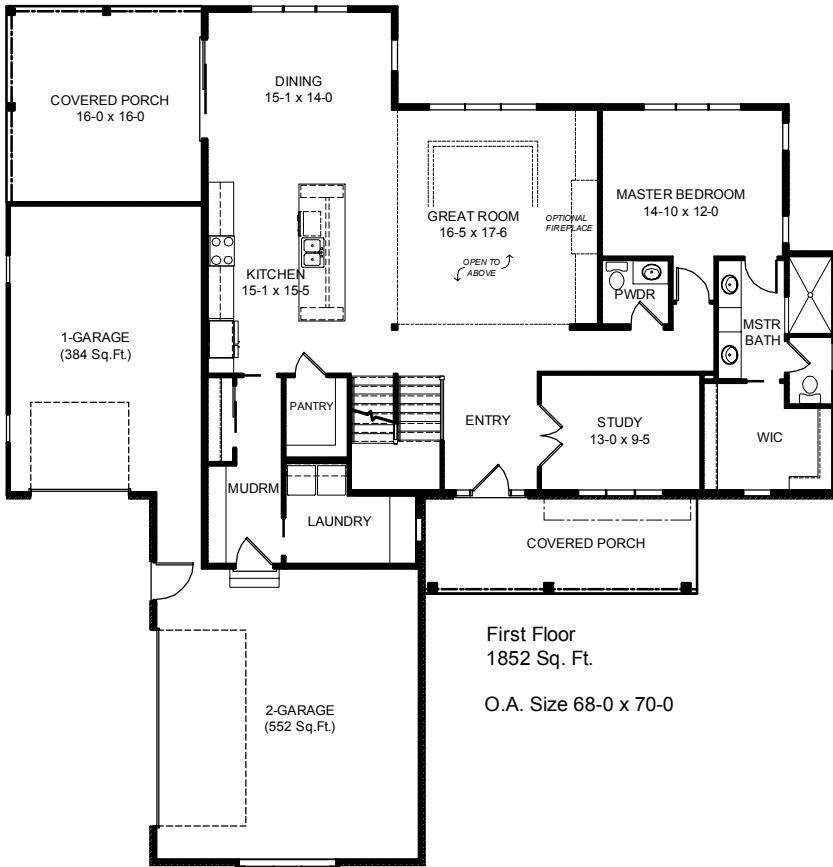 COVERED PORCH
16-0 x 16-0
DINING
15-1 x 14-0
GREAT ROOM
16-5 x 17-6
OPTIONAL
FIREPLACE
OPEN TO
ABOVE
MASTER BEDROOM
14-10 x 12-0
KITCHEN
15-1 x 15-5
PWDR
MSTR
BATH
1-GARAGE
(384 Sq.Ft.)
PANTRY
ENTRY
STUDY
13-0 x 9-5
WIC
MUDRM
LAUNDRY
COVERED PORCH
First Floor
1852 Sq. Ft.
O.A. Size 68-0 x 70-0
2-GARAGE
(552 Sq.Ft.)